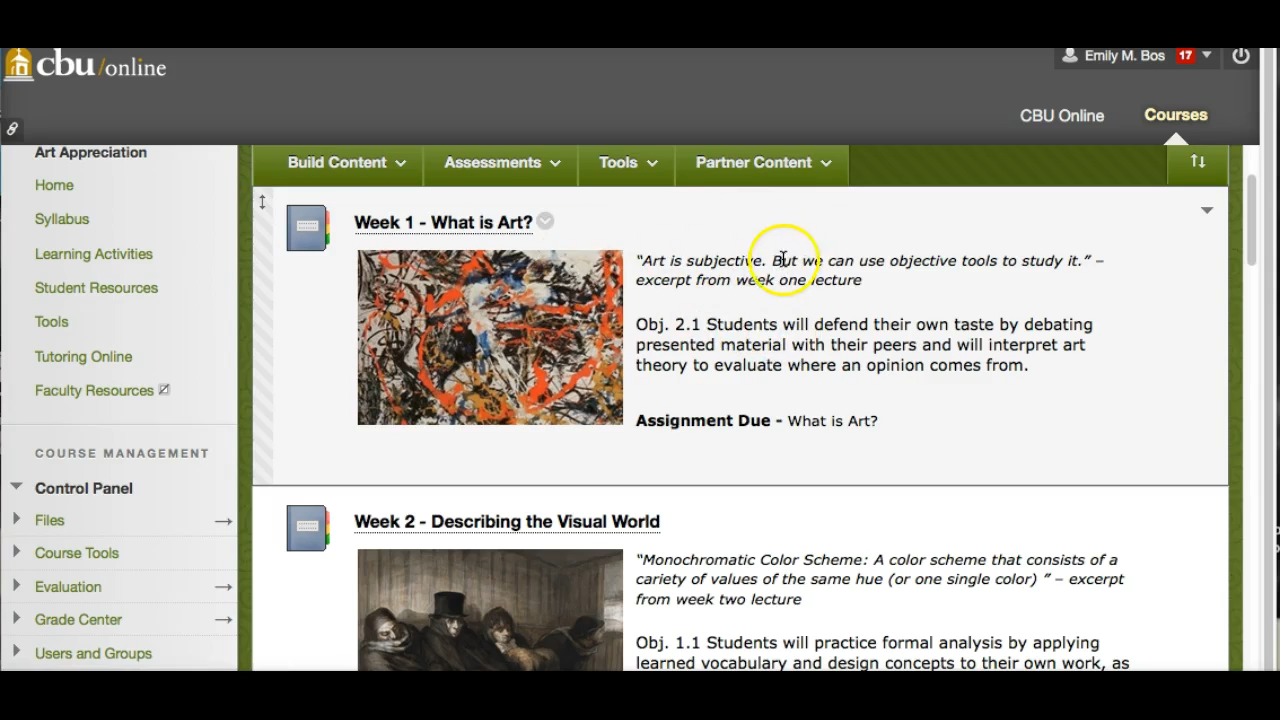 cbu/online
Emily M. Bos 17
CBU Online
Courses
Art Appreciation
Home
Syllabus
Learning Activities
Student Resources
Tools
Tutoring Online
Faculty Resources
COURSE MANAGEMENT
Control Panel
Files
Course Tools
Evaluation
Grade Center
Users and Groups
Build Content
Assessments
Tools
Partner Content
Week 1 - What is Art?
“Art is subjective. But we can use objective tools to study it.” –
excerpt from week one lecture
Obj. 2.1 Students will defend their own taste by debating
presented material with their peers and will interpret art
theory to evaluate where an opinion comes from.
Assignment Due - What is Art?
Week 2 - Describing the Visual World
“Monochromatic Color Scheme: A color scheme that consists of a
cariety of values of the same hue (or one single color) ” – excerpt
from week two lecture
Obj. 1.1 Students will practice formal analysis by applying
learned vocabulary and design concepts to their own work, as